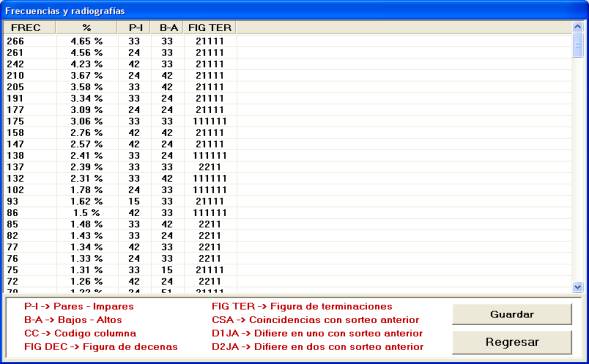 Frecuencias y radiografías
FREC % P-I B-A FIG TER
266 4.65 % 33 33 21111
261 4.56 % 24 33 21111
242 4.23 % 42 33 21111
210 3.67 % 24 42 21111
205 3.58 % 33 42 21111
191 3.34 % 33 24 21111
177 3.09 % 24 24 21111
175 3.06 % 33 33 111111
158 2.76 % 42 42 21111
147 2.57 % 42 24 21111
138 2.41 % 33 24 111111
137 2.39 % 33 33 2211
132 2.31 % 33 42 111111
102 1.78 % 24 33 111111
93 1.62 % 15 33 21111
86 1.5 % 42 33 111111
85 1.48 % 33 42 2211
82 1.43 % 33 24 2211
77 1.34 % 42 33 2211
76 1.33 % 24 33 2211
75 1.31 % 33 15 21111
72 1.26 % 42 24 2211
70 1.22 % 24 51 21111
P-I -> Pares - Impares FIG TER -> Figura de terminaciones
B-A -> Bajos - Altos CSA -> Coincidencias con sorteo anterior
CC -> Codigo columna D1JA -> Difiere en uno con sorteo anterior
FIG DEC -> Figura de decenas D2JA -> Difiere en dos con sorteo anterior
Guardar
Regresar